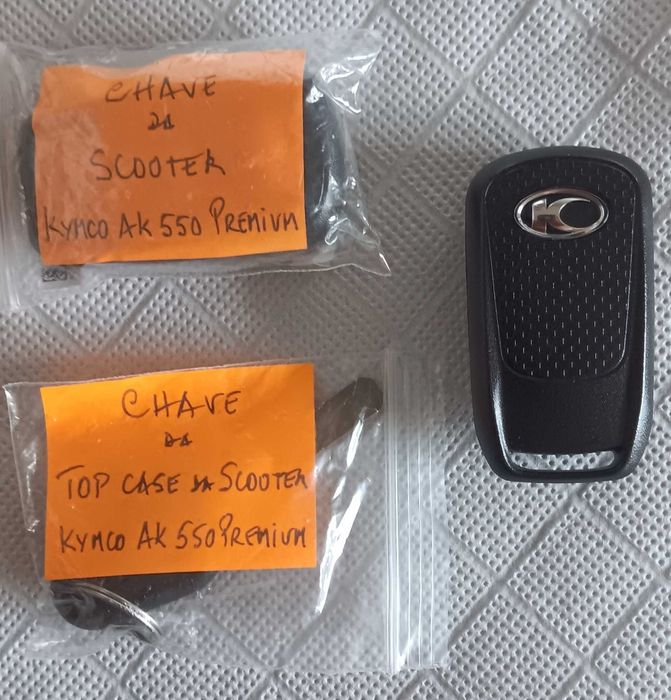 CHAVE
da
SCOOTER
KYMCO AK 550 PREMIUM
CHAVE
da
TOP CASE da SCOOTER
KYMCO AK 550 PREMIUM